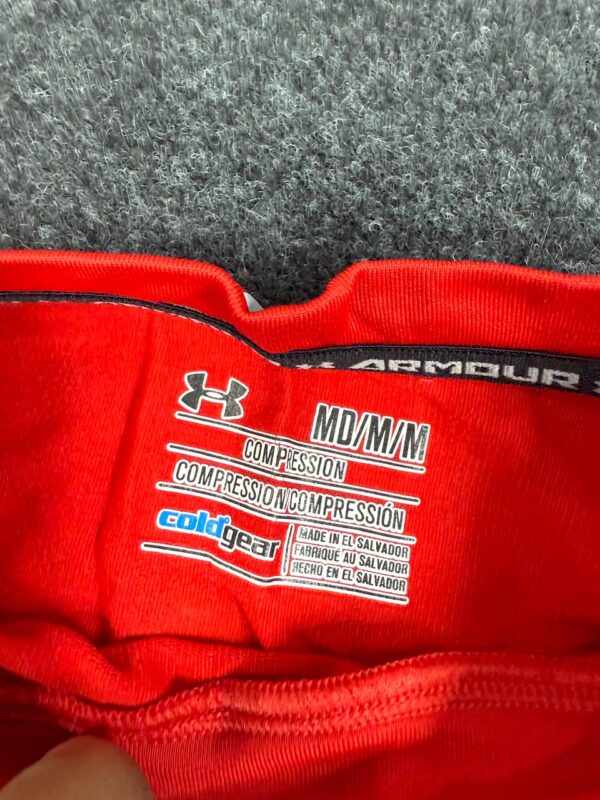 ARMOUR
MD/M/M
COMPRESSION
COMPRESSION/COMPRESSIÓN
coldgear
MADE IN EL SALVADOR
FABRIQUÉ AU SALVADOR
HECHO EN EL SALVADOR